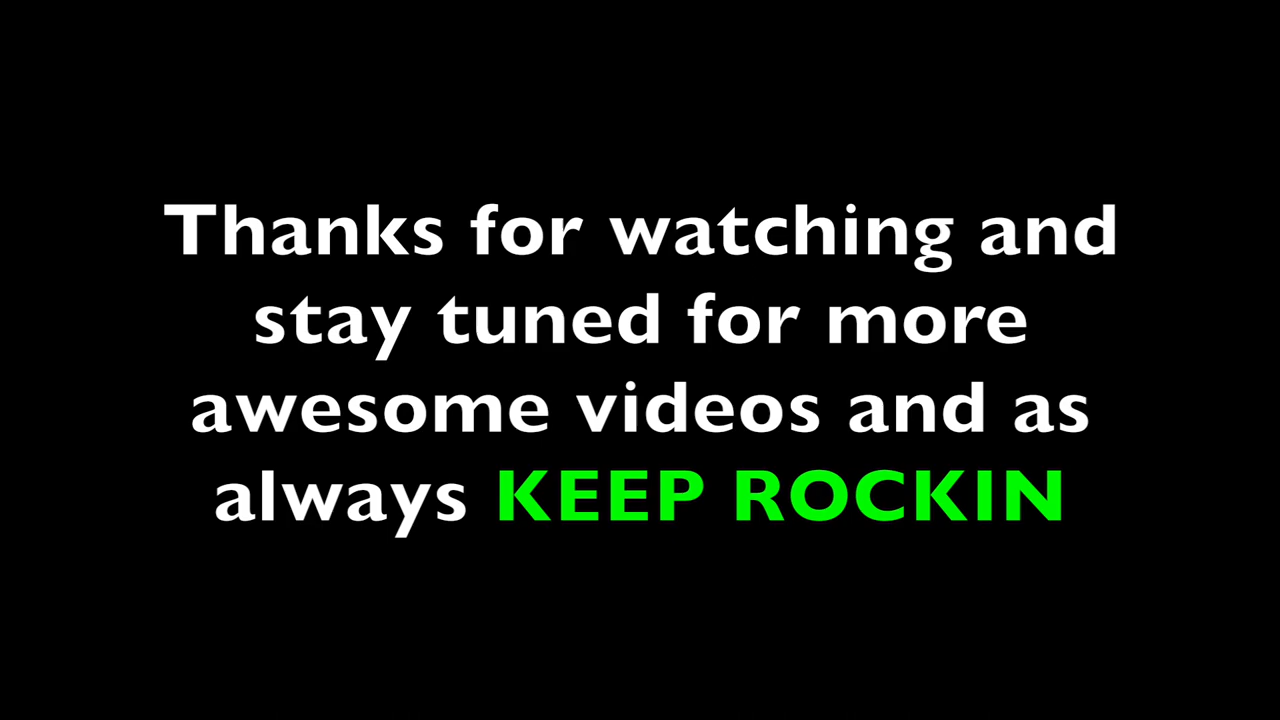 Thanks for watching and
stay tuned for more
awesome videos and as
always KEEP ROCKIN